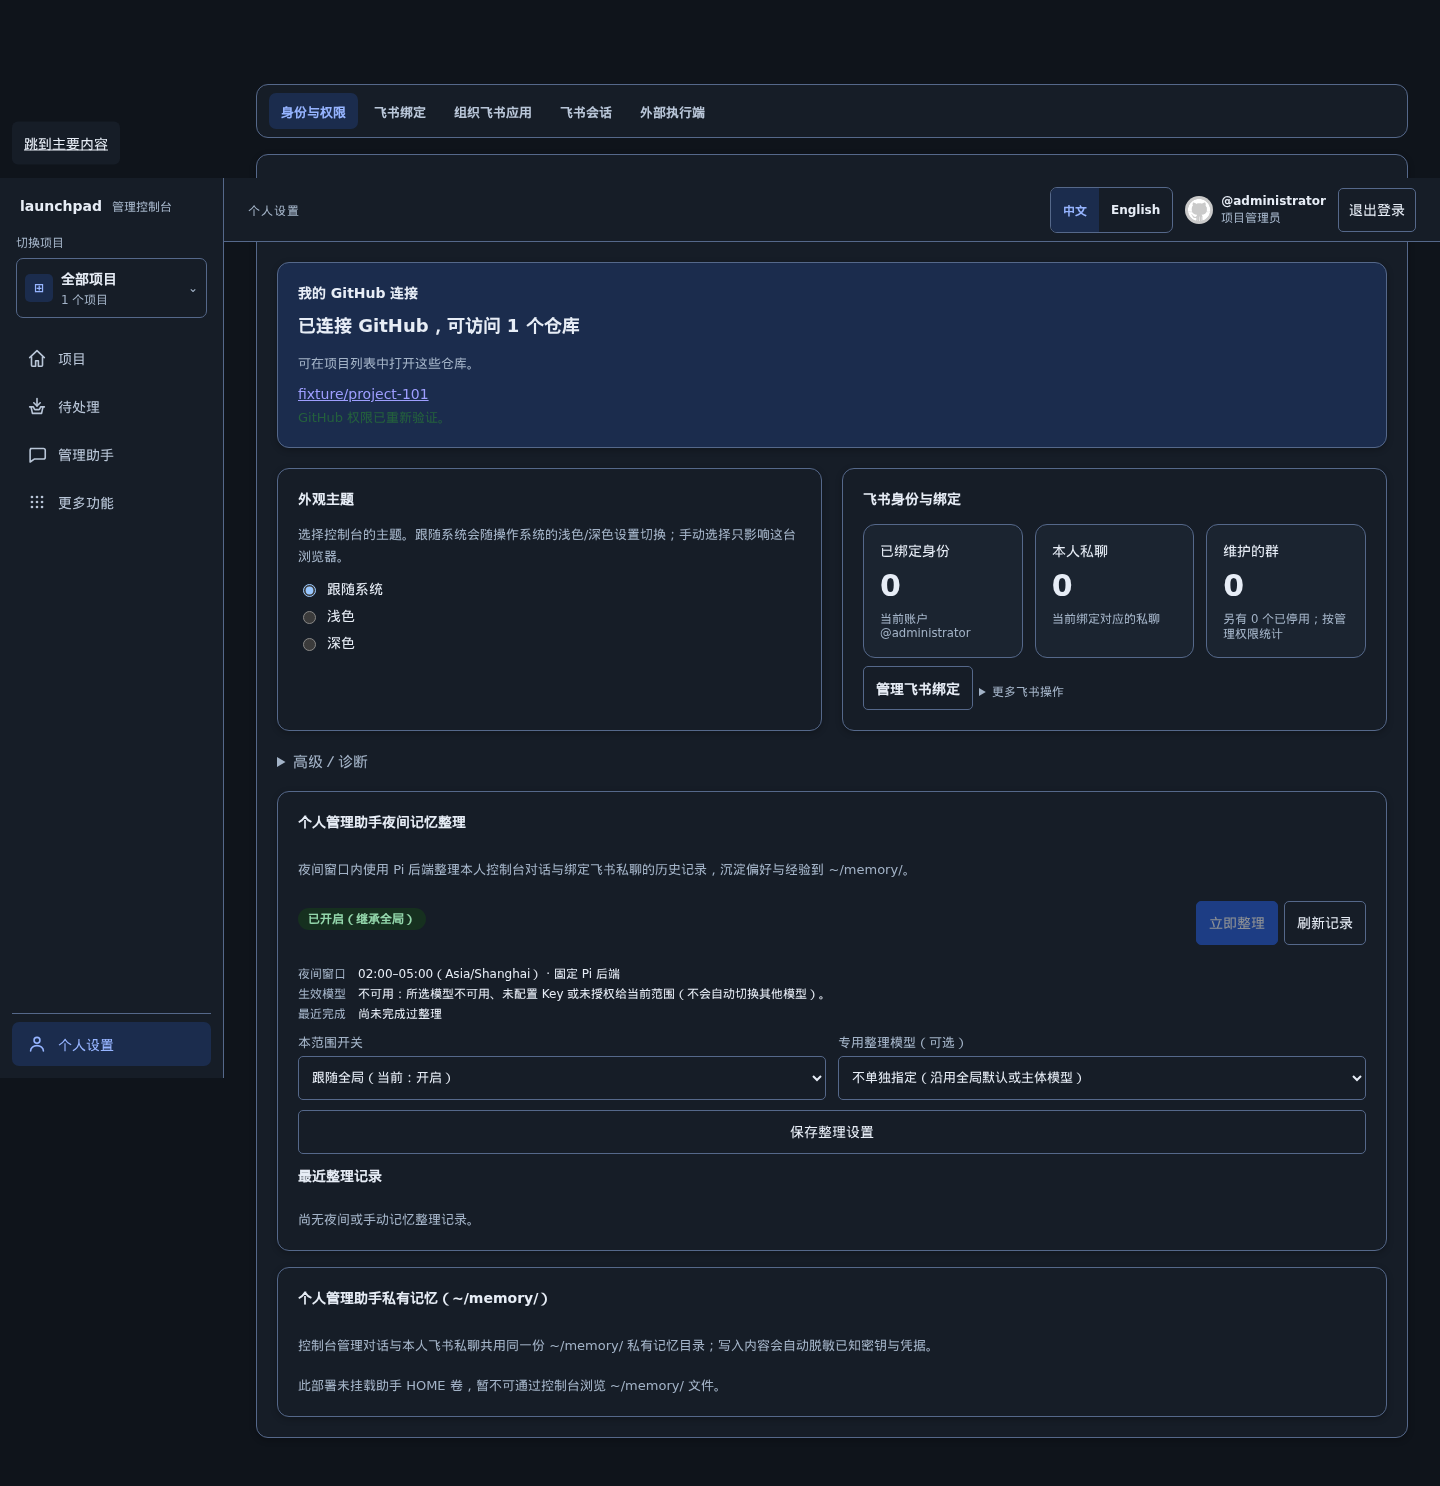 身份与权限
飞书绑定
组织飞书应用
飞书会话
外部执行端
跳到主要内容
launchpad 管理控制台
切换项目
全部项目
1 个项目
项目
待处理
管理助手
更多功能
个人设置
个人设置
中文
English
@administrator
项目管理员
退出登录
我的 GitHub 连接
已连接 GitHub，可访问 1 个仓库
可在项目列表中打开这些仓库。
fixture/project-101
GitHub 权限已重新验证。
外观主题
选择控制台的主题。跟随系统会随操作系统的浅色/深色设置切换；手动选择只影响这台
浏览器。
跟随系统
浅色
深色
飞书身份与绑定
已绑定身份
0
当前账户
@administrator
本人私聊
0
当前绑定对应的私聊
维护的群
0
另有 0 个已停用；按管
理权限统计
管理飞书绑定
更多飞书操作
高级 / 诊断
个人管理助手夜间记忆整理
夜间窗口内使用 Pi 后端整理本人控制台对话与绑定飞书私聊的历史记录，沉淀偏好与经验到 ~/memory/。
已开启（继承全局）
立即整理
刷新记录
夜间窗口 02:00–05:00（Asia/Shanghai） · 固定 Pi 后端
生效模型 不可用：所选模型不可用、未配置 Key 或未授权给当前范围（不会自动切换其他模型）。
最近完成 尚未完成过整理
本范围开关
跟随全局（当前：开启）
专用整理模型（可选）
不单独指定（沿用全局默认或主体模型）
保存整理设置
最近整理记录
尚无夜间或手动记忆整理记录。
个人管理助手私有记忆（~/memory/）
控制台管理对话与本人飞书私聊共用同一份 ~/memory/ 私有记忆目录；写入内容会自动脱敏已知密钥与凭据。
此部署未挂载助手 HOME 卷，暂不可通过控制台浏览 ~/memory/ 文件。